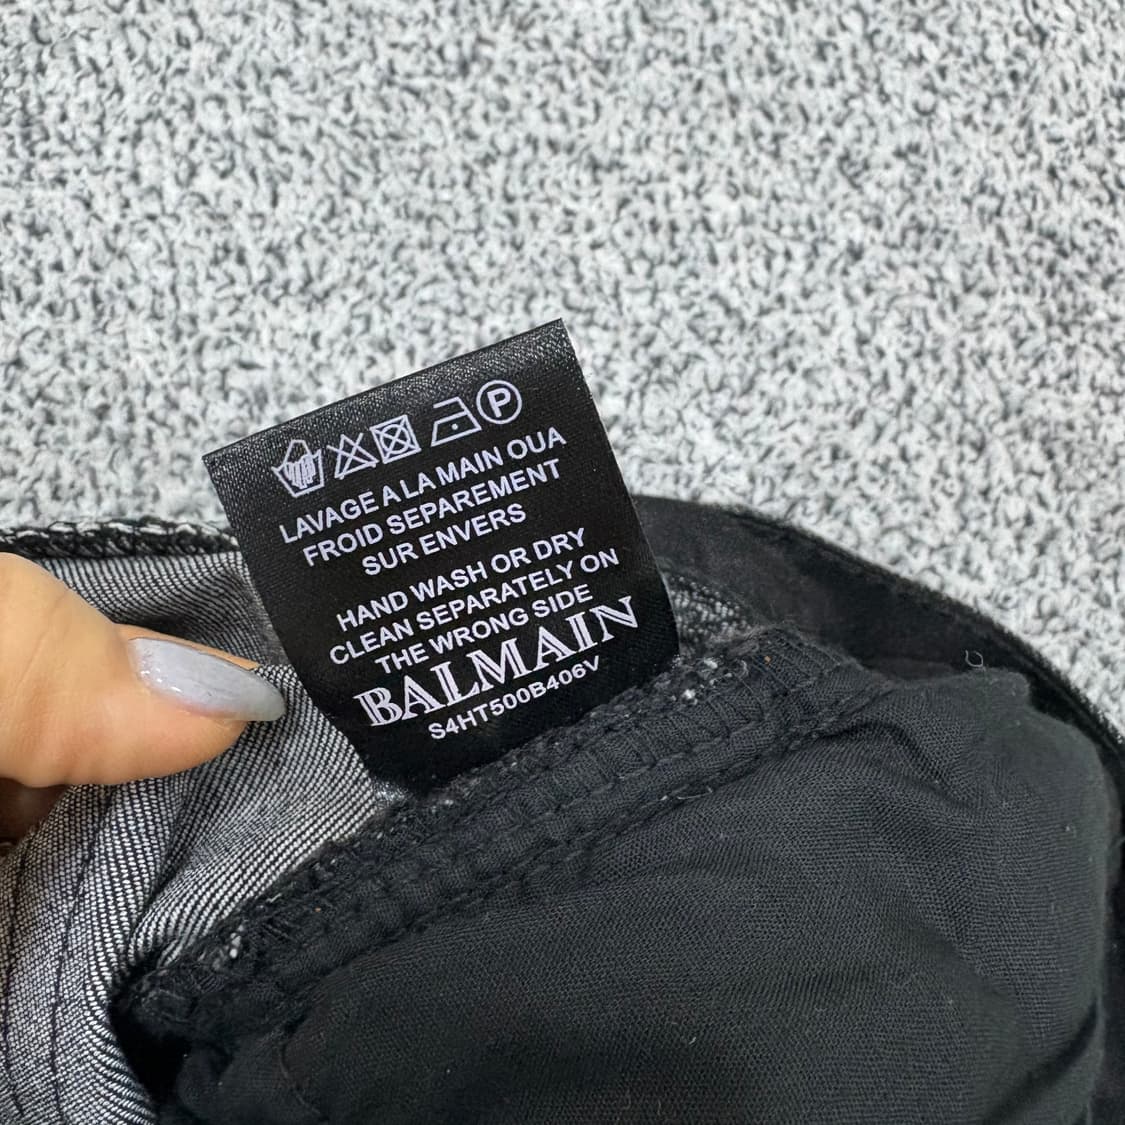 P
LAVAGE A LA MAIN OUA
FROID SEPAREMENT
SUR ENVERS
HAND WASH OR DRY
CLEAN SEPARATELY ON
THE WRONG SIDE
BALMAIN
S4HT500B406V